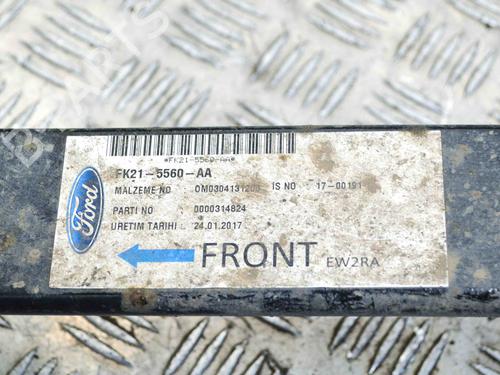 *FK21-5560-AA*
FK21-5560-AA
MALZEME NO 0M0304131200 IS NO 17-00191
PARTI NO 0000314824
URETIM TARIHI 24.01.2017
Ford
FRONT EW2RA